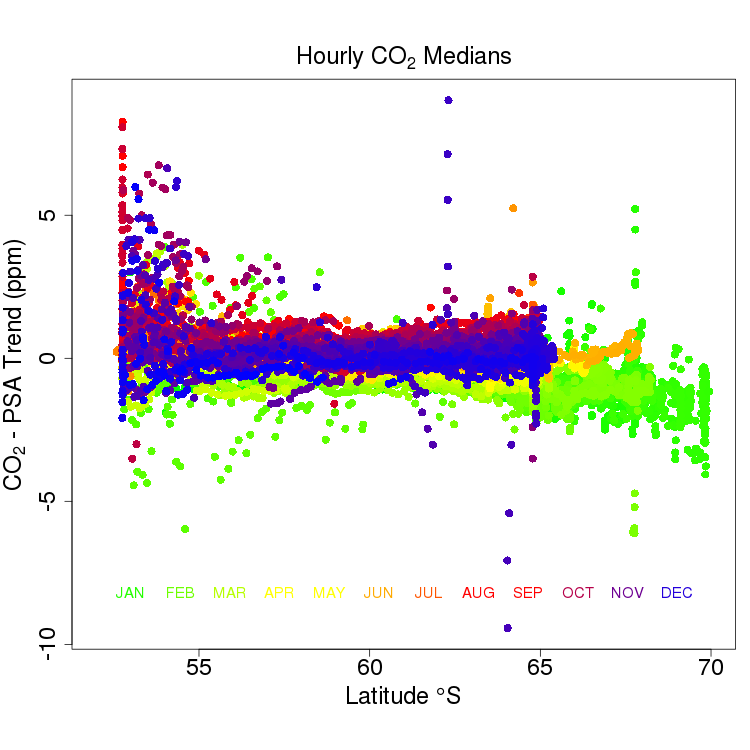 Hourly CO₂ Medians
CO₂ - PSA Trend (ppm)
5
0
-5
-10
JAN FEB MAR APR MAY JUN JUL AUG SEP OCT NOV DEC
55 60 65 70
Latitude °S